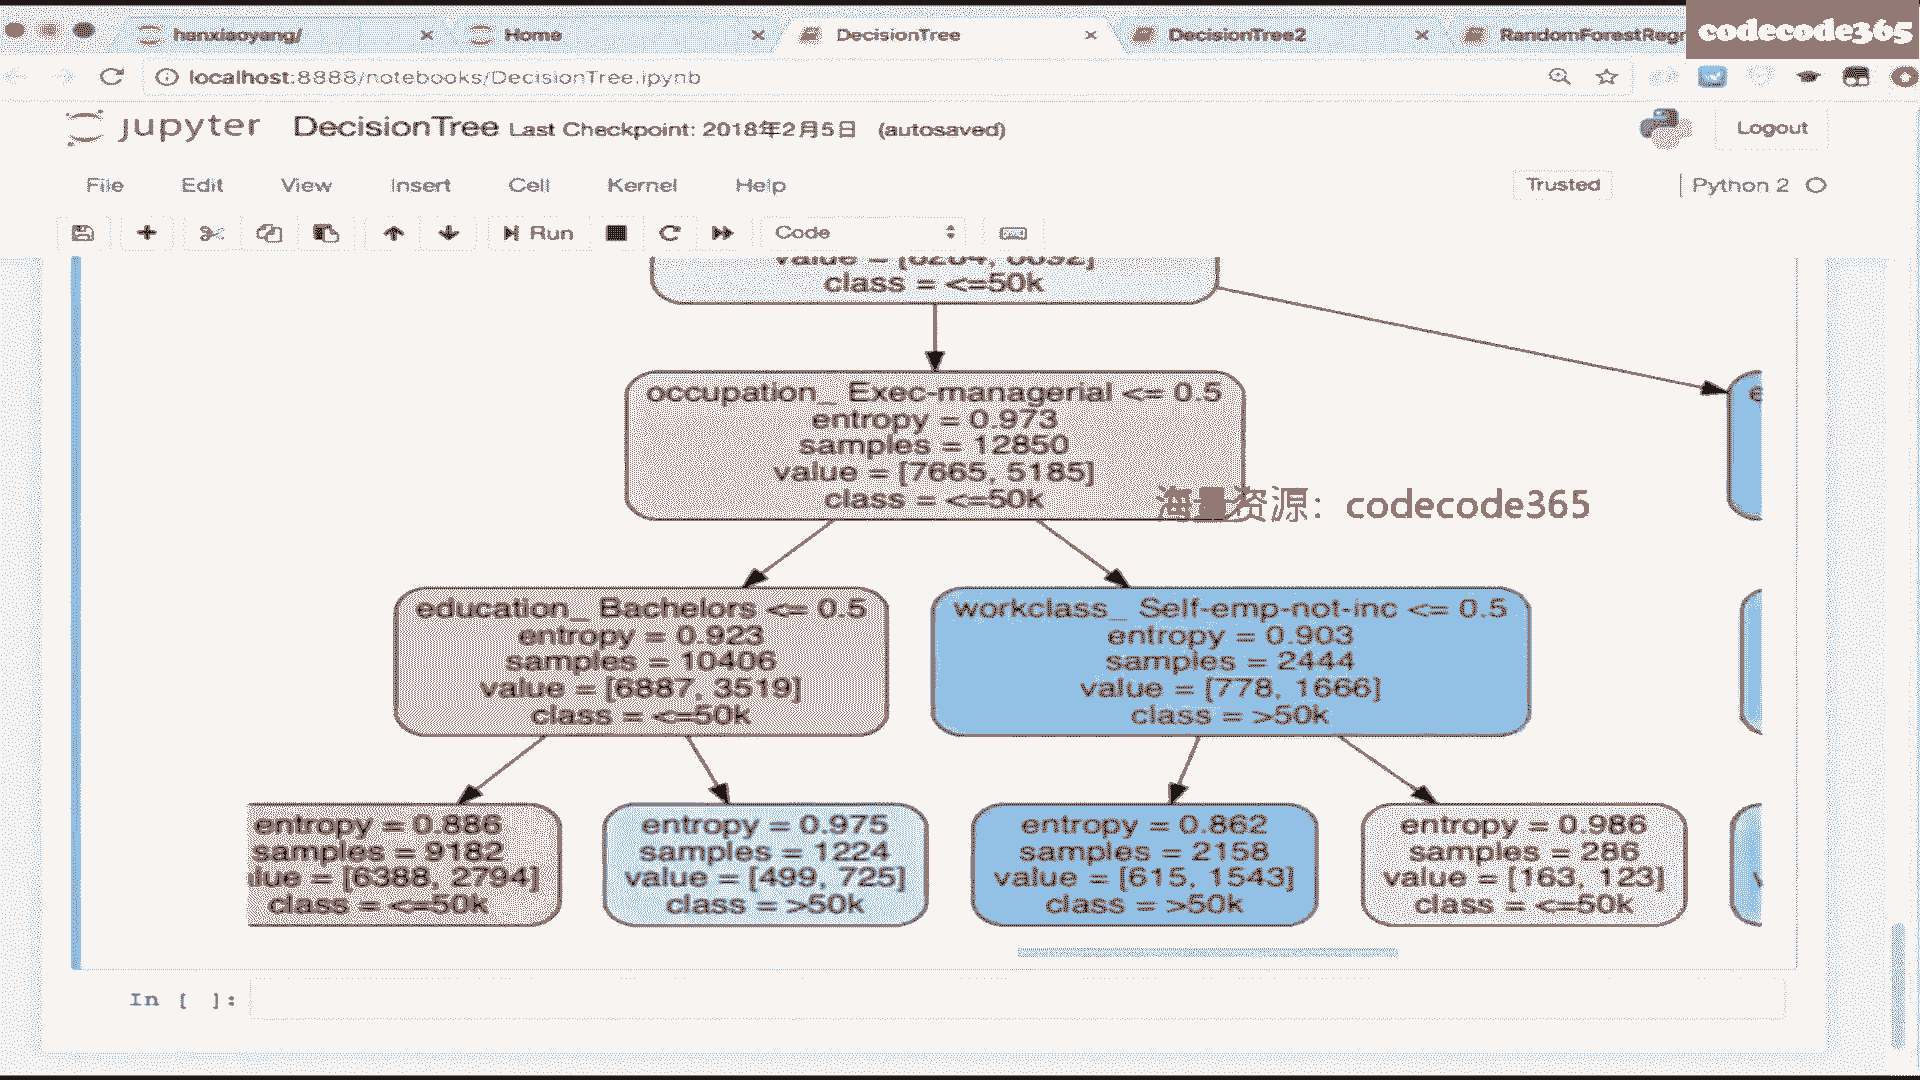 hanxiaoyang/
Home
DecisionTree
DecisionTree2
RandomForestRegr
codecode365
localhost:8888/notebooks/DecisionTree.ipynb
jupyter
DecisionTree Last Checkpoint: 2018年2月5日 (autosaved)
Logout
File Edit View Insert Cell Kernel Help
Trusted
Python 2
Run
Code
class = <=50k
occupation_ Exec-managerial <= 0.5
entropy = 0.973
samples = 12850
value = [7665, 5185]
class = <=50k
海量资源：codecode365
education_ Bachelors <= 0.5
entropy = 0.923
samples = 10406
value = [6887, 3519]
class = <=50k
workclass_ Self-emp-not-inc <= 0.5
entropy = 0.903
samples = 2444
value = [778, 1666]
class = >50k
entropy = 0.886
samples = 9182
lue = [6388, 2794]
class = <=50k
entropy = 0.975
samples = 1224
value = [499, 725]
class = >50k
entropy = 0.862
samples = 2158
value = [615, 1543]
class = >50k
entropy = 0.986
samples = 286
value = [163, 123]
class = <=50k
In [ ]: